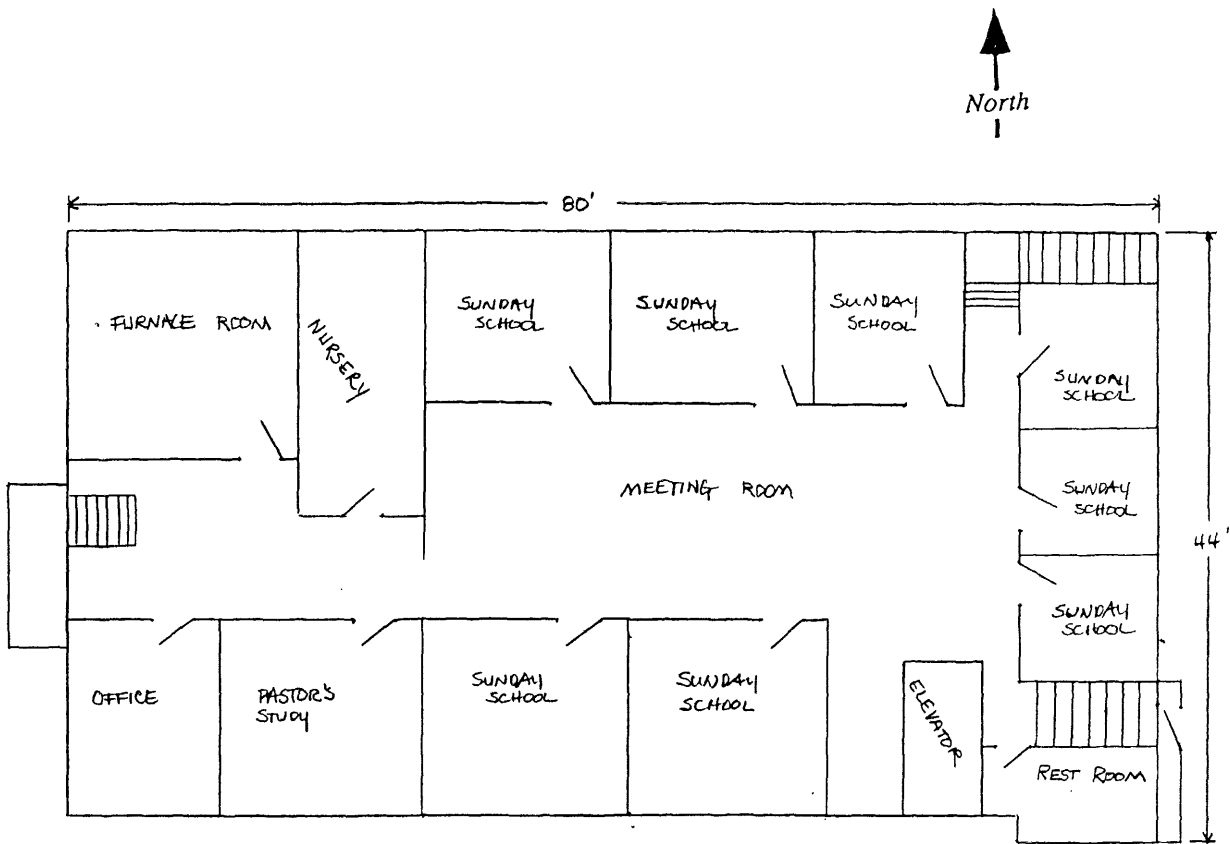 North
80'
FURNACE ROOM
NURSERY
SUNDAY
SCHOOL
SUNDAY
SCHOOL
SUNDAY
SCHOOL
SUNDAY
SCHOOL
MEETING ROOM
SUNDAY
SCHOOL
44'
SUNDAY
SCHOOL
OFFICE
PASTOR'S
STUDY
SUNDAY
SCHOOL
SUNDAY
SCHOOL
ELEVATOR
REST ROOM